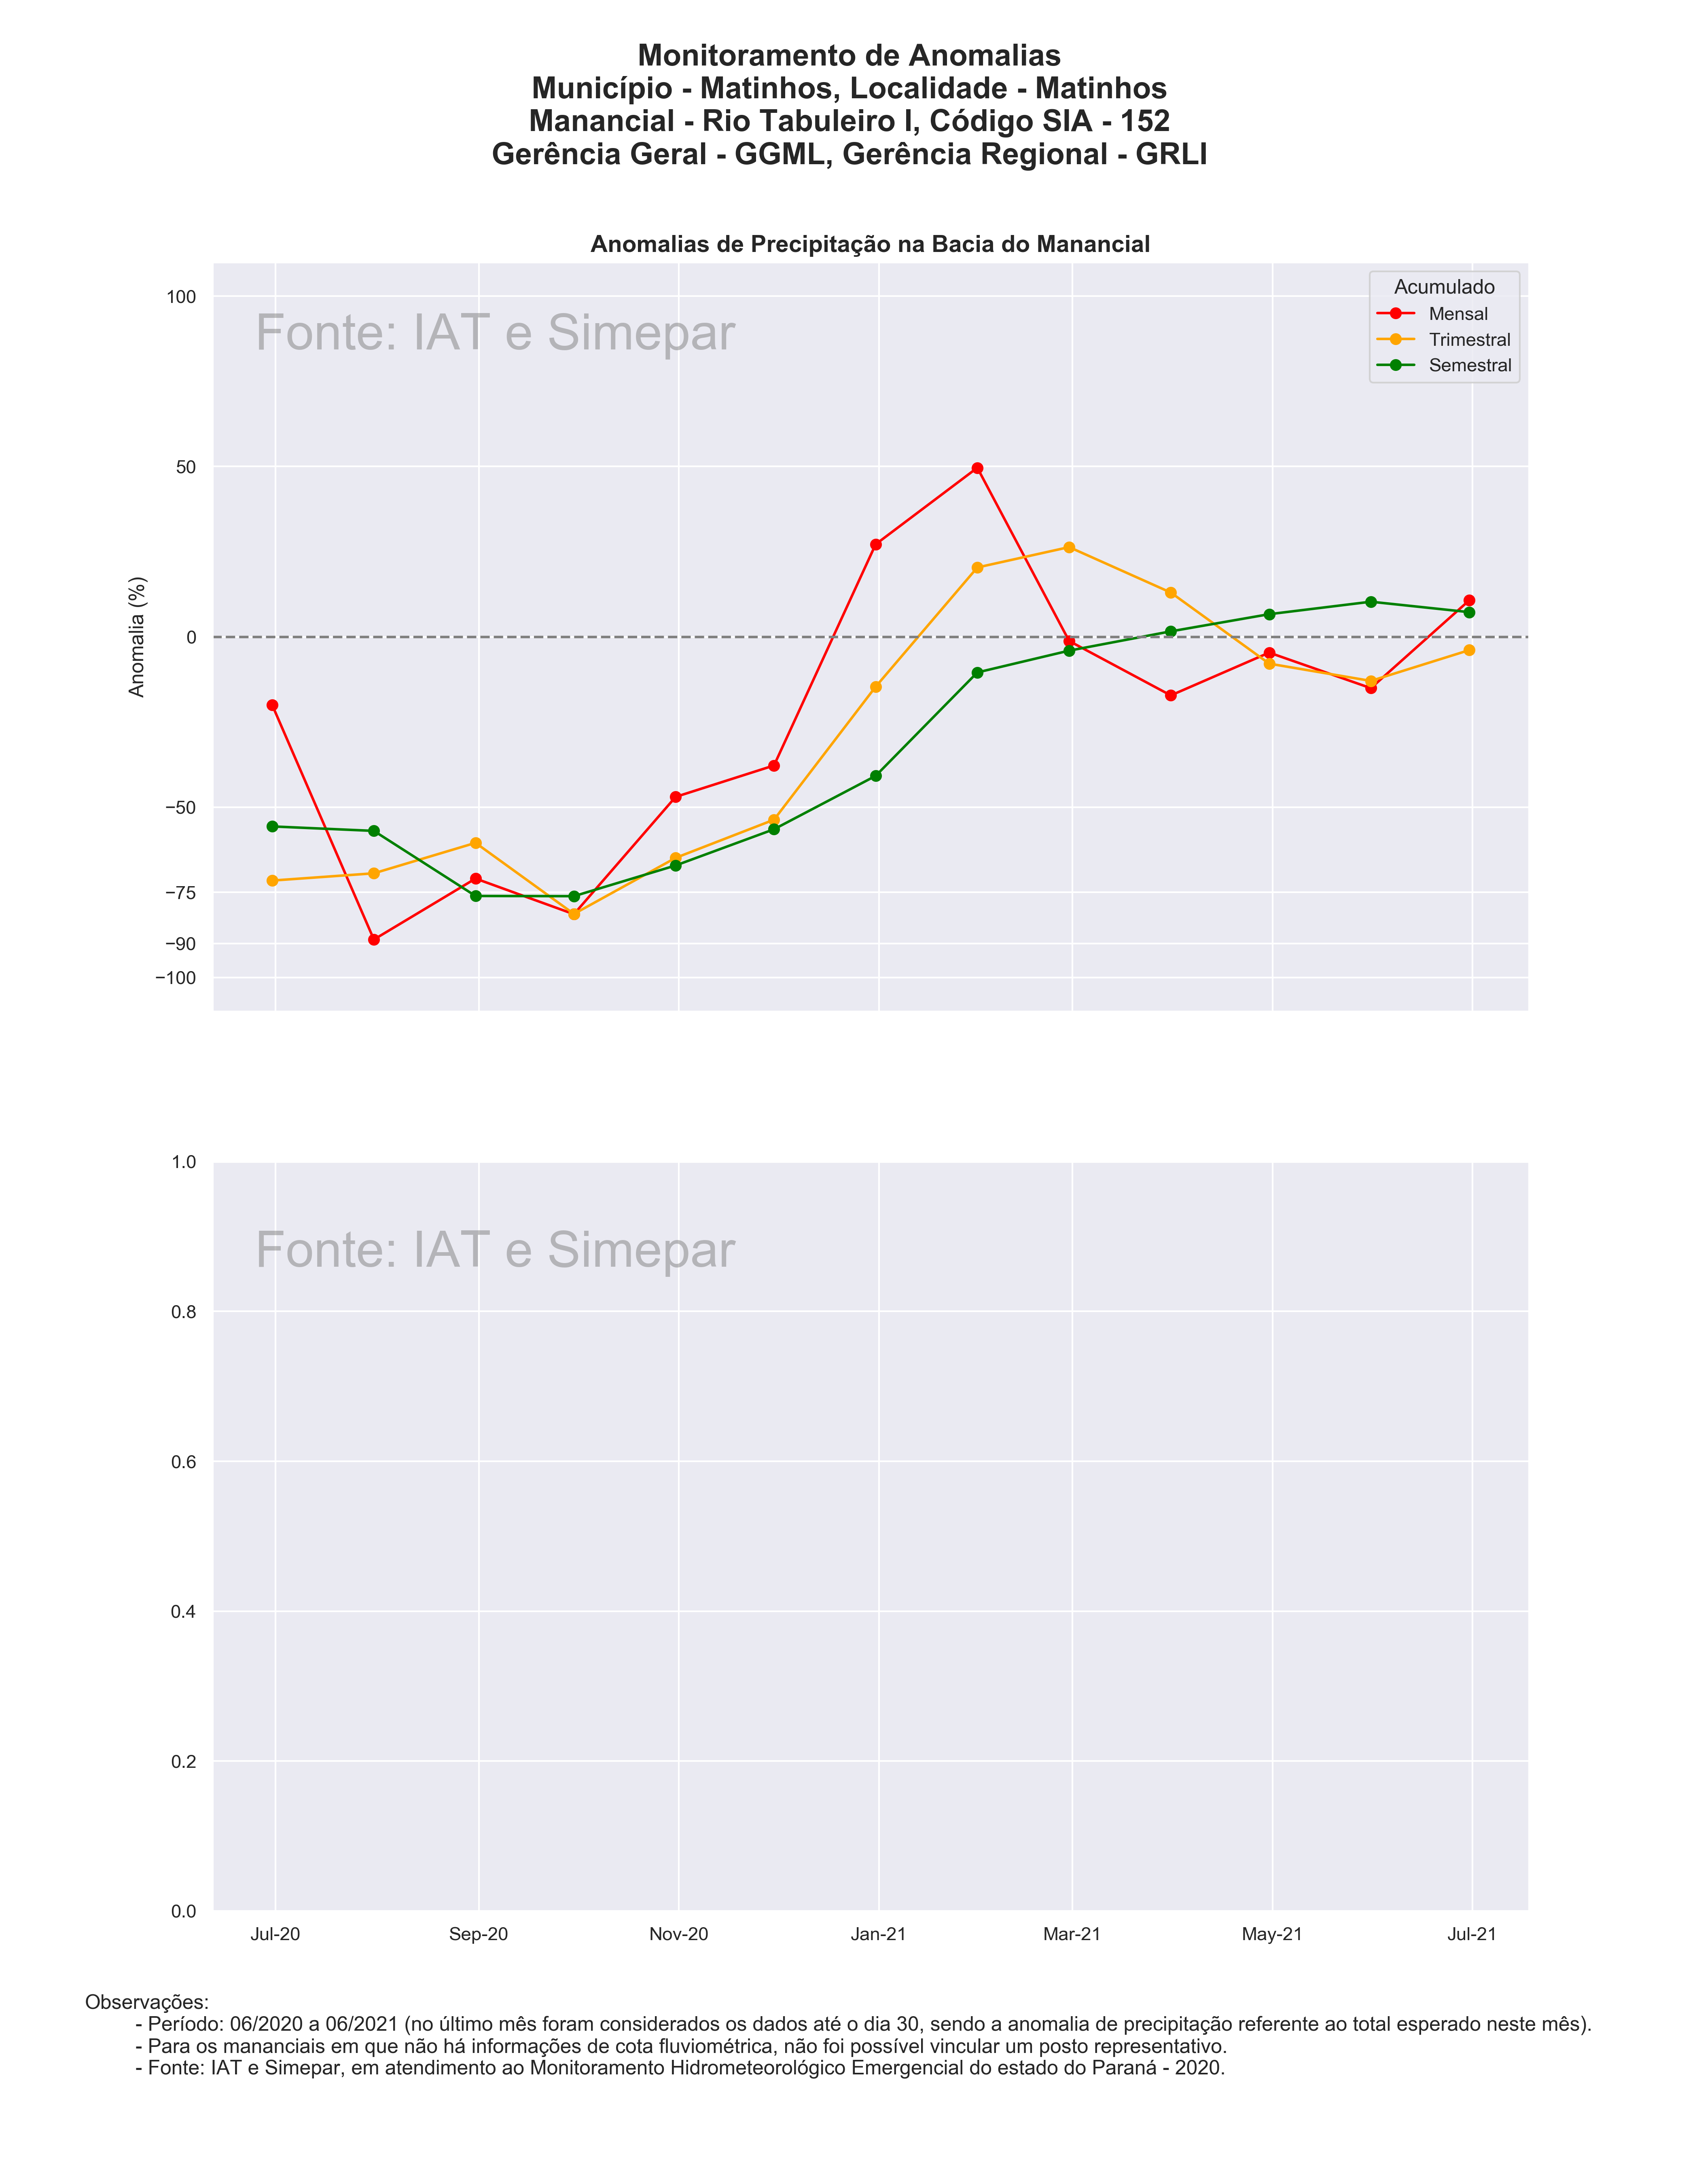 Monitoramento de Anomalias
Município - Matinhos, Localidade - Matinhos
Manancial - Rio Tabuleiro I, Código SIA - 152
Gerência Geral - GGML, Gerência Regional - GRLI
Anomalias de Precipitação na Bacia do Manancial
Fonte: IAT e Simepar
Acumulado
Mensal
Trimestral
Semestral
Anomalia (%)
100
50
0
−50
−75
−90
−100
Fonte: IAT e Simepar
1.0
0.8
0.6
0.4
0.2
0.0
Jul-20 Sep-20 Nov-20 Jan-21 Mar-21 May-21 Jul-21
Observações:
- Período: 06/2020 a 06/2021 (no último mês foram considerados os dados até o dia 30, sendo a anomalia de precipitação referente ao total esperado neste mês).
- Para os mananciais em que não há informações de cota fluviométrica, não foi possível vincular um posto representativo.
- Fonte: IAT e Simepar, em atendimento ao Monitoramento Hidrometeorológico Emergencial do estado do Paraná - 2020.